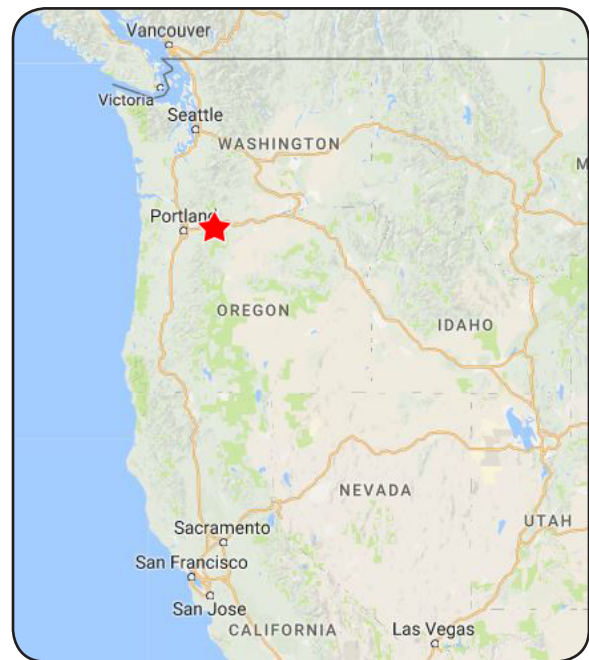 Vancouver
Victoria
Seattle
WASHINGTON
M
Portland
OREGON
IDAHO
NEVADA
Sacramento
UTAH
San Francisco
San Jose
CALIFORNIA
Las Vegas